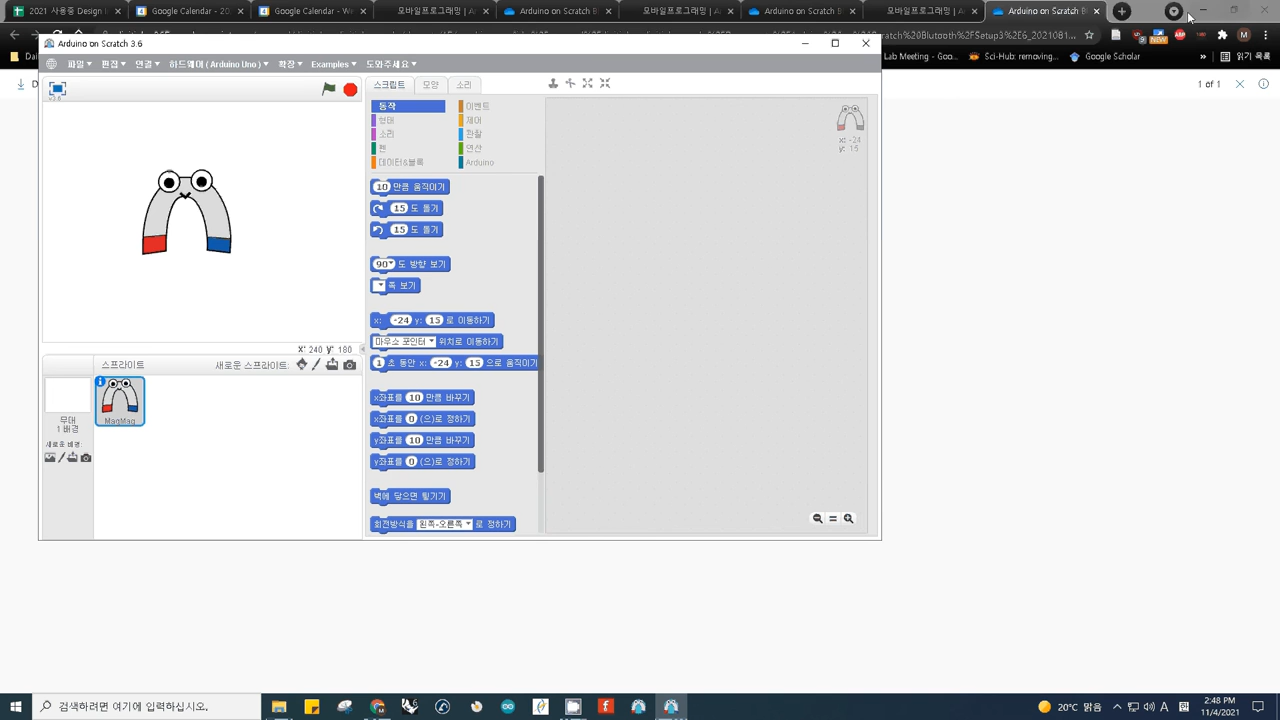 2021 사용중 Design I
Google Calendar - 20
Google Calendar - W
모바일프로그래밍
Arduino on Scratch B
모바일프로그래밍
Arduino on Scratch B
모바일프로그래밍
Arduino on Scratch B
Arduino on Scratch 3.6
NEW
ABP
M
Lab Meeting - Goo...
Sci-Hub: removing...
Google Scholar
»
읽기 목록
파일 편집 연결 하드웨어 ( Arduino Uno ) 확장 Examples 도와주세요
1 of 1
v3.6
스크립트 모양 소리
동작 이벤트
형태 제어
소리 관찰
펜 연산
데이터&블록 Arduino
x: -24
y: 15
10 만큼 움직이기
15 도 돌기
15 도 돌기
90 도 방향 보기
쪽 보기
x: -24 y: 15 로 이동하기
마우스 포인터 위치로 이동하기
1 초 동안 x: -24 y: 15 으로 움직이기
x좌표를 10 만큼 바꾸기
x좌표를 0 (으)로 정하기
y좌표를 10 만큼 바꾸기
y좌표를 0 (으)로 정하기
벽에 닿으면 튕기기
회전방식을 왼쪽-오른쪽 로 정하기
x: 240 y: 180
스프라이트 새로운 스프라이트:
무대
1 배경
새로운 배경:
MagMag
검색하려면 여기에 입력하십시오.
20°C 맑음
A
2:48 PM
11/4/2021